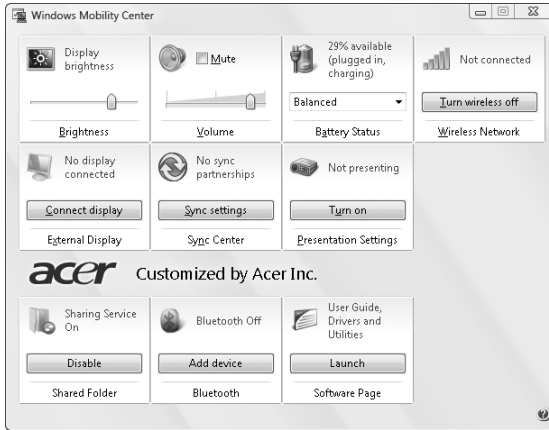 Windows Mobility Center
Display
brightness
Brightness
Mute
Volume
29% available
(plugged in,
charging)
Balanced
Battery Status
Not connected
Turn wireless off
Wireless Network
No display
connected
Connect display
External Display
No sync
partnerships
Sync settings
Sync Center
Not presenting
Turn on
Presentation Settings
acer Customized by Acer Inc.
Sharing Service
On
Disable
Shared Folder
Bluetooth Off
Add device
Bluetooth
User Guide,
Drivers and
Utilities
Launch
Software Page